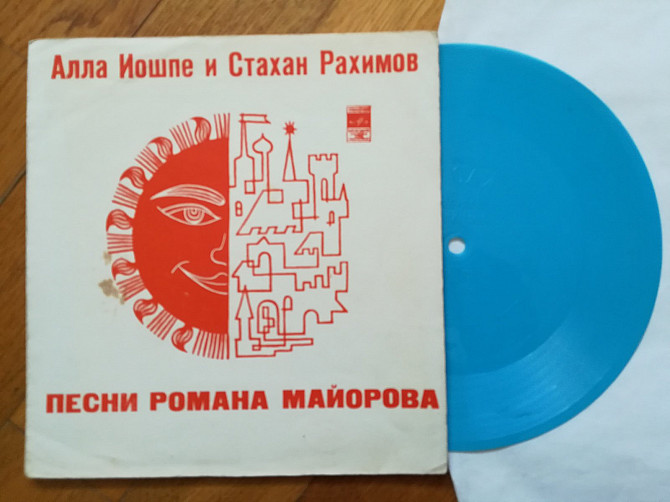 Алла Иошпе и Стахан Рахимов
ПЕСНИ РОМАНА МАЙОРОВА